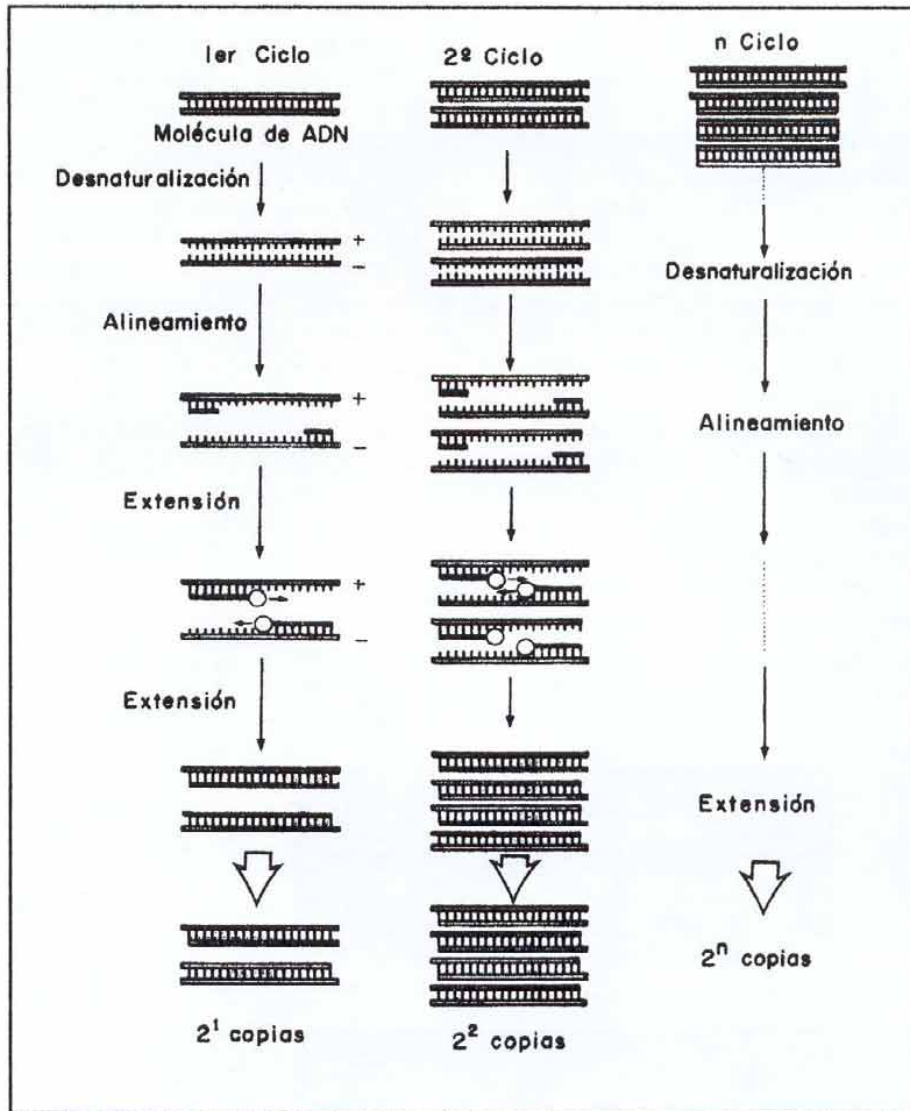 1er Ciclo
Molécula de ADN
Desnaturalización
+
−
Alineamiento
+
−
Extensión
+
−
Extensión
2¹ copias
2º Ciclo
2² copias
n Ciclo
Desnaturalización
Alineamiento
Extensión
2ⁿ copias